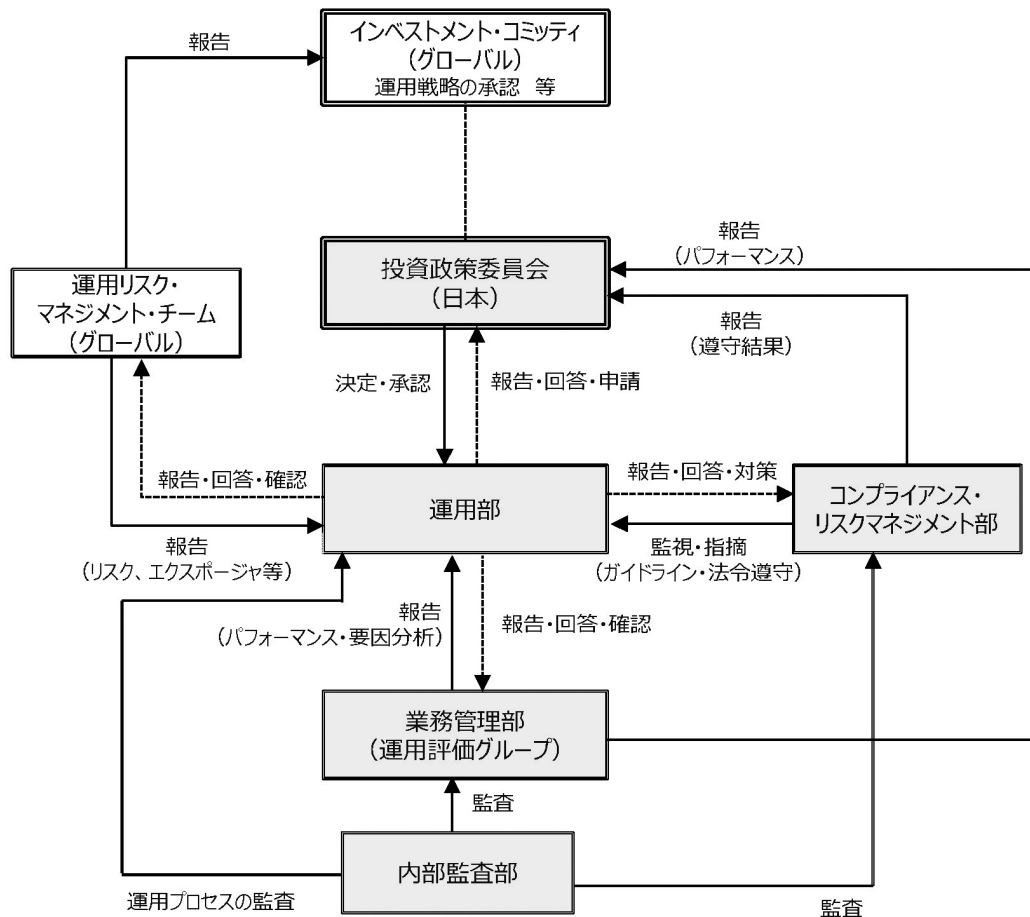 インベストメント・コミッティ
(グローバル)
運用戦略の承認 等
報告
報告
(パフォーマンス)
投資政策委員会
(日本)
運用リスク・
マネジメント・チーム
(グローバル)
報告
(遵守結果)
決定・承認
報告・回答・申請
報告・回答・確認
運用部
報告・回答・対策
コンプライアンス・
リスクマネジメント部
報告
(リスク、エクスポージャ等)
監視・指摘
(ガイドライン・法令遵守)
報告
(パフォーマンス・要因分析)
報告・回答・確認
業務管理部
(運用評価グループ)
監査
内部監査部
運用プロセスの監査
監査